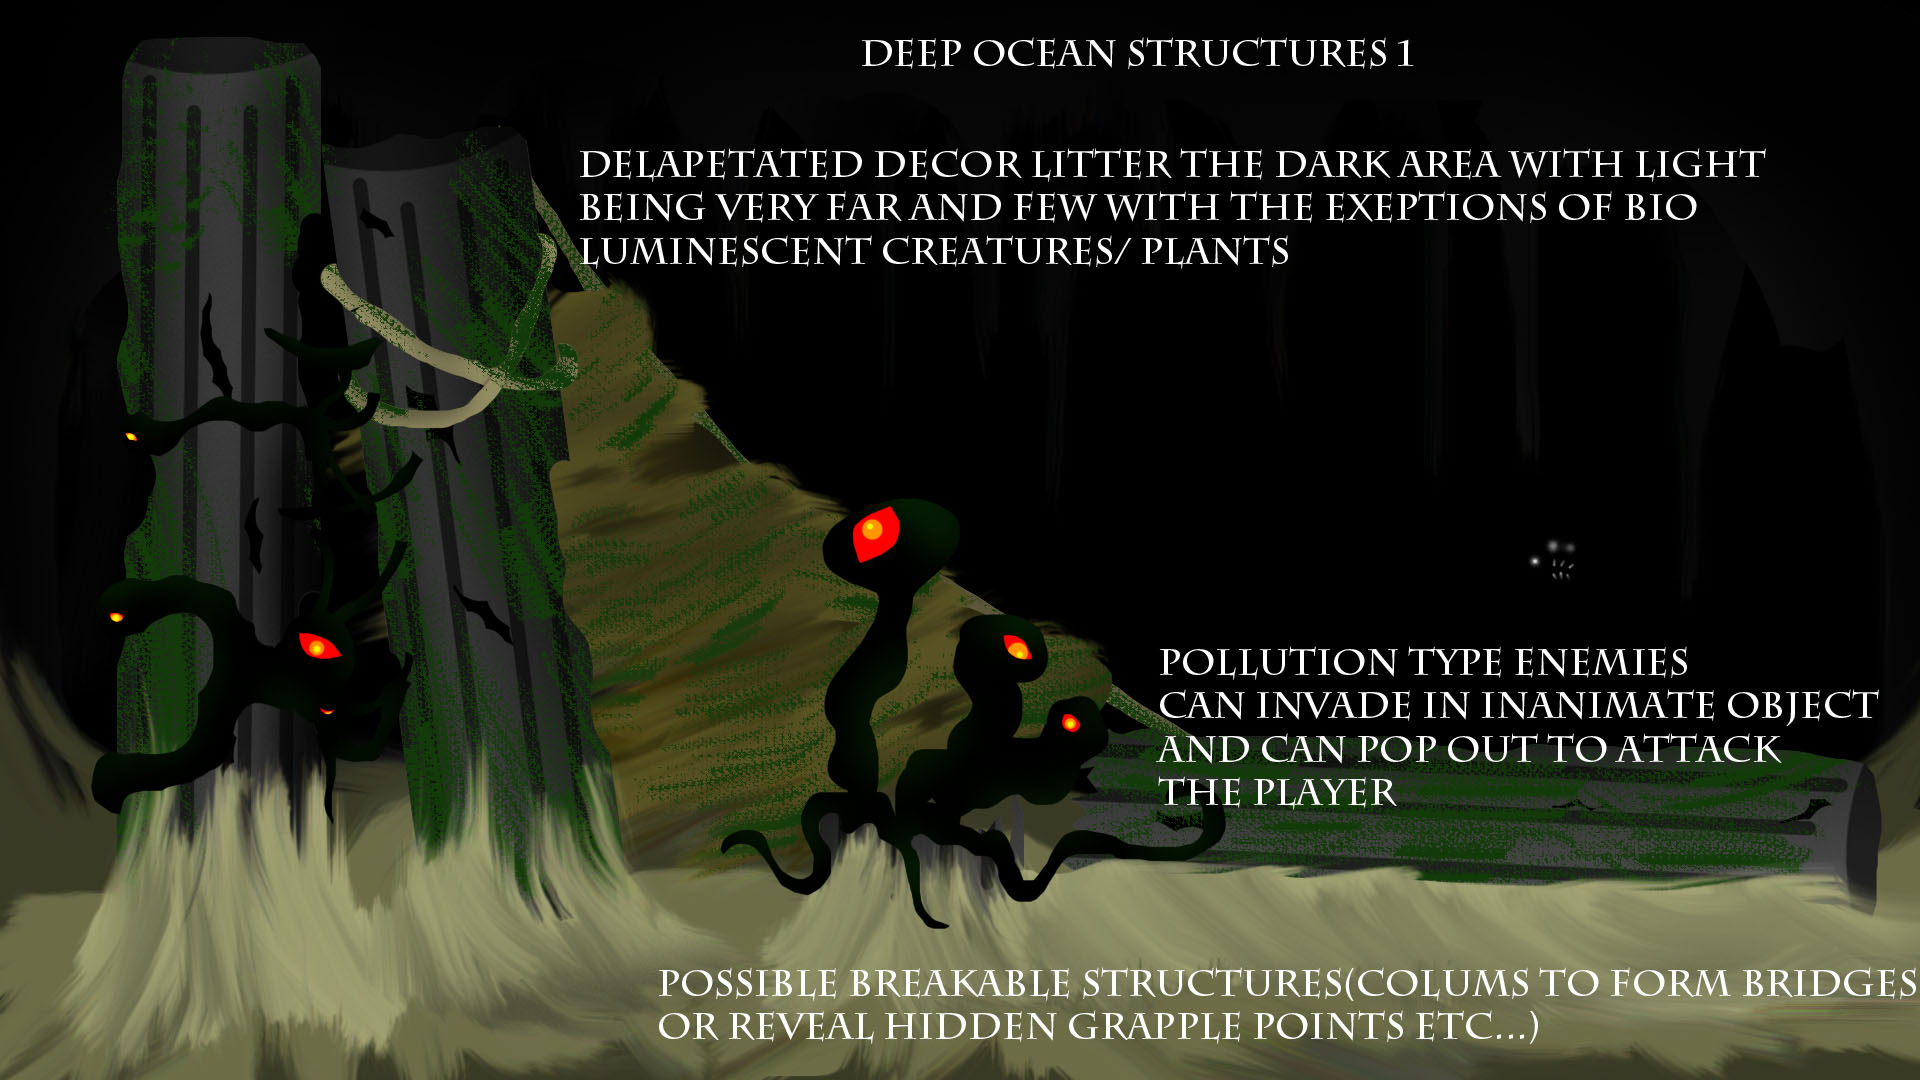 DEEP OCEAN STRUCTURES 1
DELAPETATED DECOR LITTER THE DARK AREA WITH LIGHT
BEING VERY FAR AND FEW WITH THE EXEPTIONS OF BIO
LUMINESCENT CREATURES/ PLANTS
POLLUTION TYPE ENEMIES
CAN INVADE IN INANIMATE OBJECT
AND CAN POP OUT TO ATTACK
THE PLAYER
POSSIBLE BREAKABLE STRUCTURES(COLUMS TO FORM BRIDGES
OR REVEAL HIDDEN GRAPPLE POINTS ETC...)